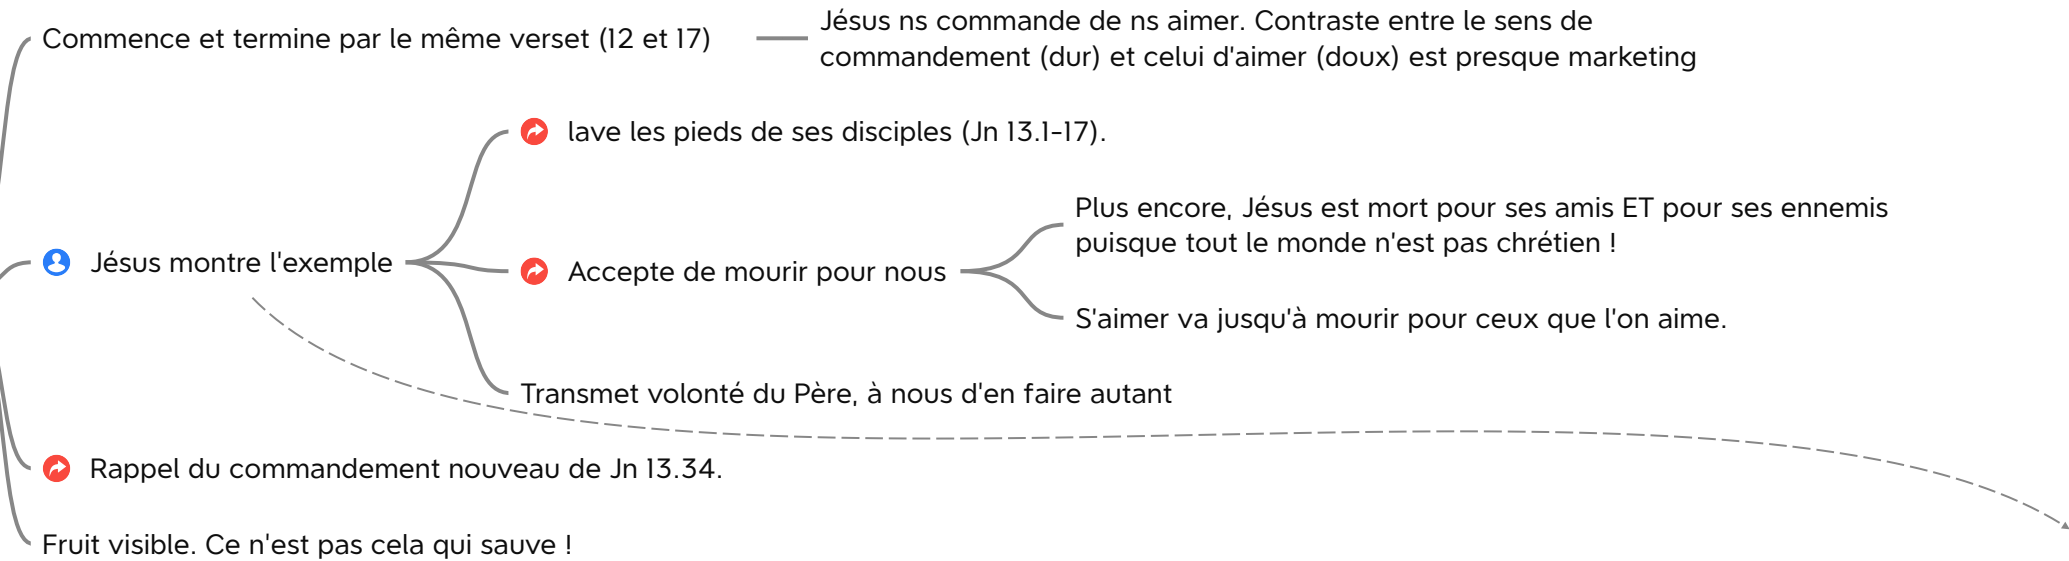 Commence et termine par le même verset (12 et 17)
Jésus ns commande de ns aimer. Contraste entre le sens de
commandement (dur) et celui d'aimer (doux) est presque marketing
Jésus montre l'exemple
lave les pieds de ses disciples (Jn 13.1-17).
Accepte de mourir pour nous
Plus encore, Jésus est mort pour ses amis ET pour ses ennemis
puisque tout le monde n'est pas chrétien !
S'aimer va jusqu'à mourir pour ceux que l'on aime.
Transmet volonté du Père, à nous d'en faire autant
Rappel du commandement nouveau de Jn 13.34.
Fruit visible. Ce n'est pas cela qui sauve !